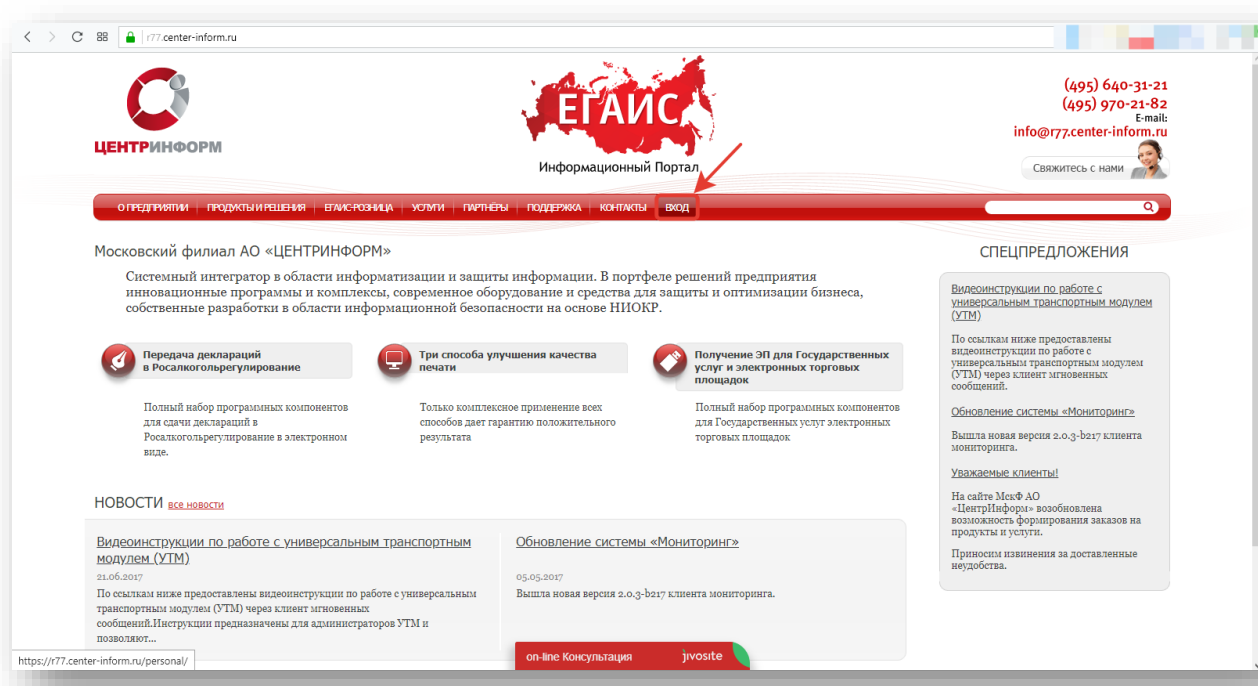 r77.center-inform.ru
ЦЕНТРИНФОРМ
ЕГАИС
Информационный Портал
(495) 640-31-21
(495) 970-21-82
E-mail:
info@r77.center-inform.ru
Свяжитесь с нами
О ПРЕДПРИЯТИИ ПРОДУКТЫ И РЕШЕНИЯ ЕГАИС-РОЗНИЦА УСЛУГИ ПАРТНЁРЫ ПОДДЕРЖКА КОНТАКТЫ ВХОД
Московский филиал АО «ЦЕНТРИНФОРМ»
Системный интегратор в области информатизации и защиты информации. В портфеле решений предприятия
инновационные программы и комплексы, современное оборудование и средства для защиты и оптимизации бизнеса,
собственные разработки в области информационной безопасности на основе НИОКР.
Передача деклараций
в Росалкогольрегулирование
Полный набор программных компонентов
для сдачи деклараций в
Росалкогольрегулирование в электронном
виде.
Три способа улучшения качества
печати
Только комплексное применение всех
способов дает гарантию положительного
результата
Получение ЭП для Государственных
услуг и электронных торговых
площадок
Полный набор программных компонентов
для Государственных услуг электронных
торговых площадок
НОВОСТИ все новости
Видеоинструкции по работе с универсальным транспортным
модулем (УТМ)
21.06.2017
По ссылкам ниже предоставлены видеоинструкции по работе с универсальным
транспортным модулем (УТМ) через клиент мгновенных
сообщений.Инструкции предназначены для администраторов УТМ и
позволяют...
Обновление системы «Мониторинг»
05.05.2017
Вышла новая версия 2.0.3-b217 клиента мониторинга.
СПЕЦПРЕДЛОЖЕНИЯ
Видеоинструкции по работе с
универсальным транспортным модулем
(УТМ)
По ссылкам ниже предоставлены
видеоинструкции по работе с
универсальным транспортным модулем
(УТМ) через клиент мгновенных
сообщений.
Обновление системы «Мониторинг»
Вышла новая версия 2.0.3-b217 клиента
мониторинга.
Уважаемые клиенты!
На сайте МскФ АО
«ЦентрИнформ» возобновлена
возможность формирования заказов на
продукты и услуги.
Приносим извинения за доставленные
неудобства.
on-line Консультация jivosite
https://r77.center-inform.ru/personal/